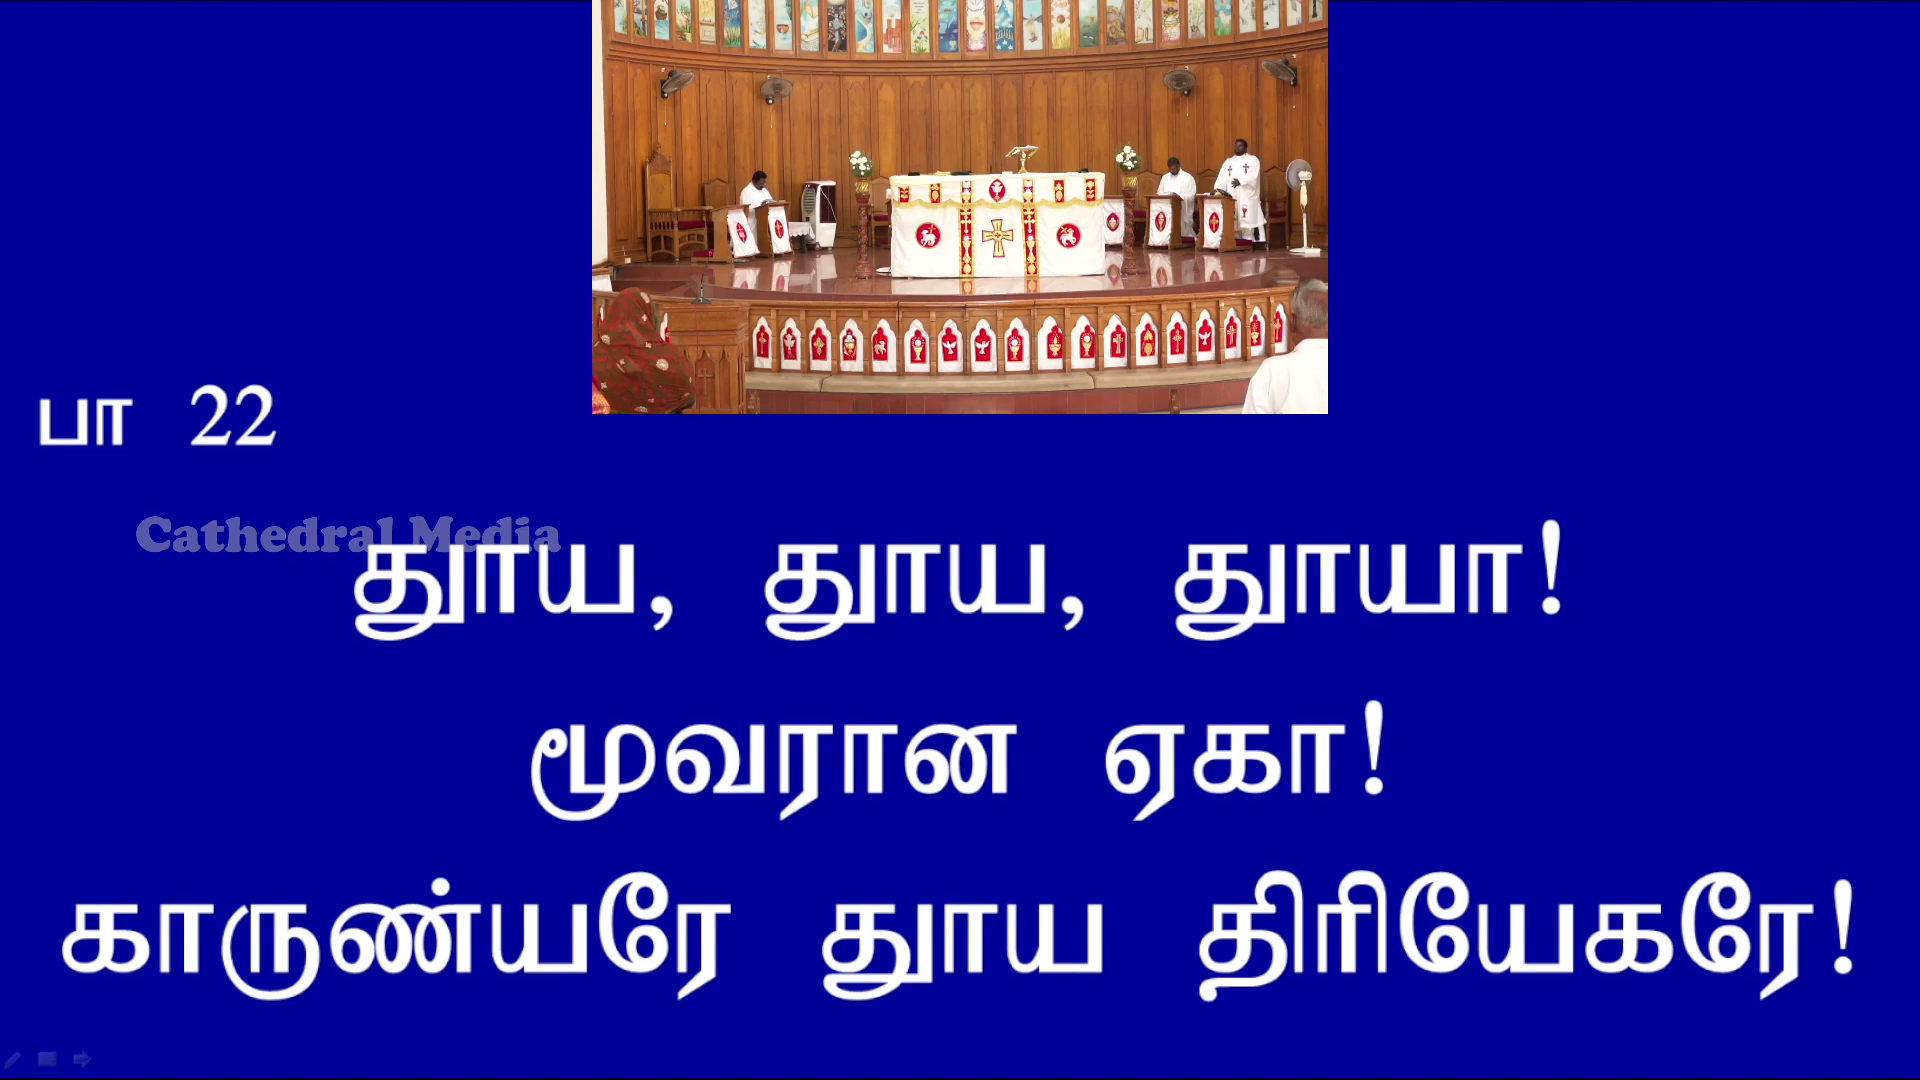 பா 22
Cathedral Media
தூய, தூய, தூயா!
மூவரான ஏகா!
காருண்யரே தூய திரியேகரே!